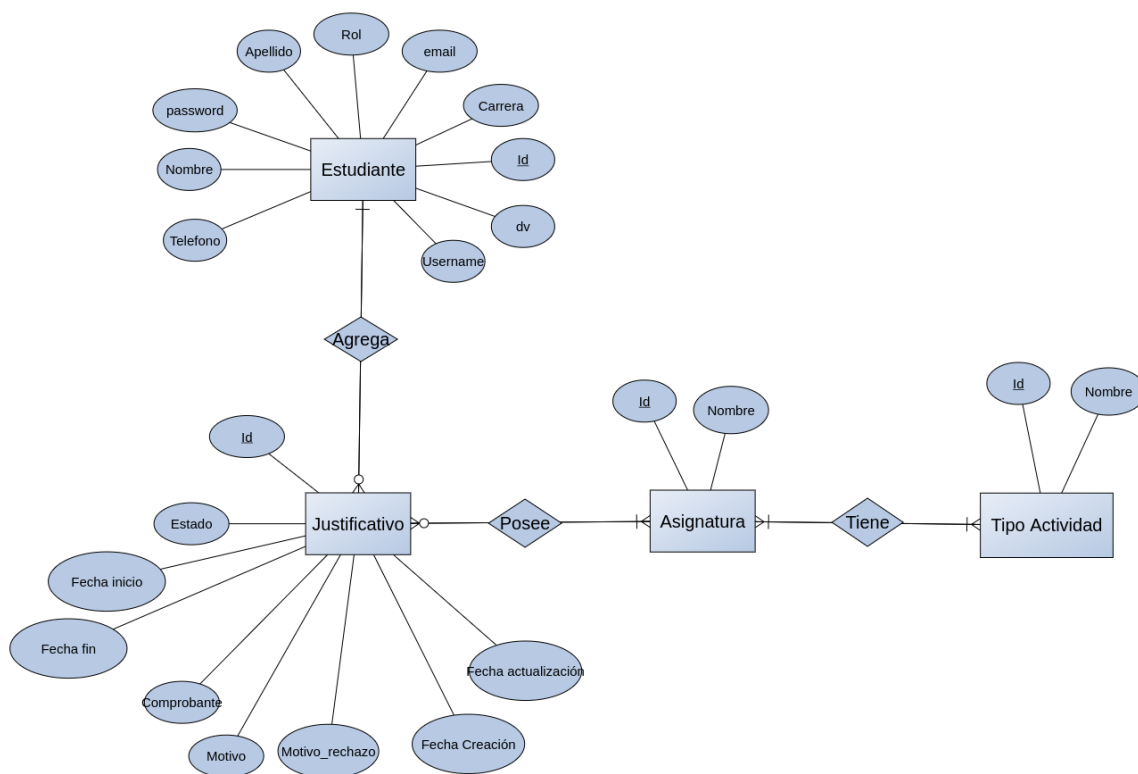 Rol
Apellido
email
Carrera
password
Id
Estudiante
Nombre
dv
Telefono
Username
Agrega
Id
Nombre
Id
Nombre
Id
Estado
Justificativo
Posee
Asignatura
Tiene
Tipo Actividad
Fecha inicio
Fecha fin
Fecha actualización
Comprobante
Fecha Creación
Motivo_rechazo
Motivo